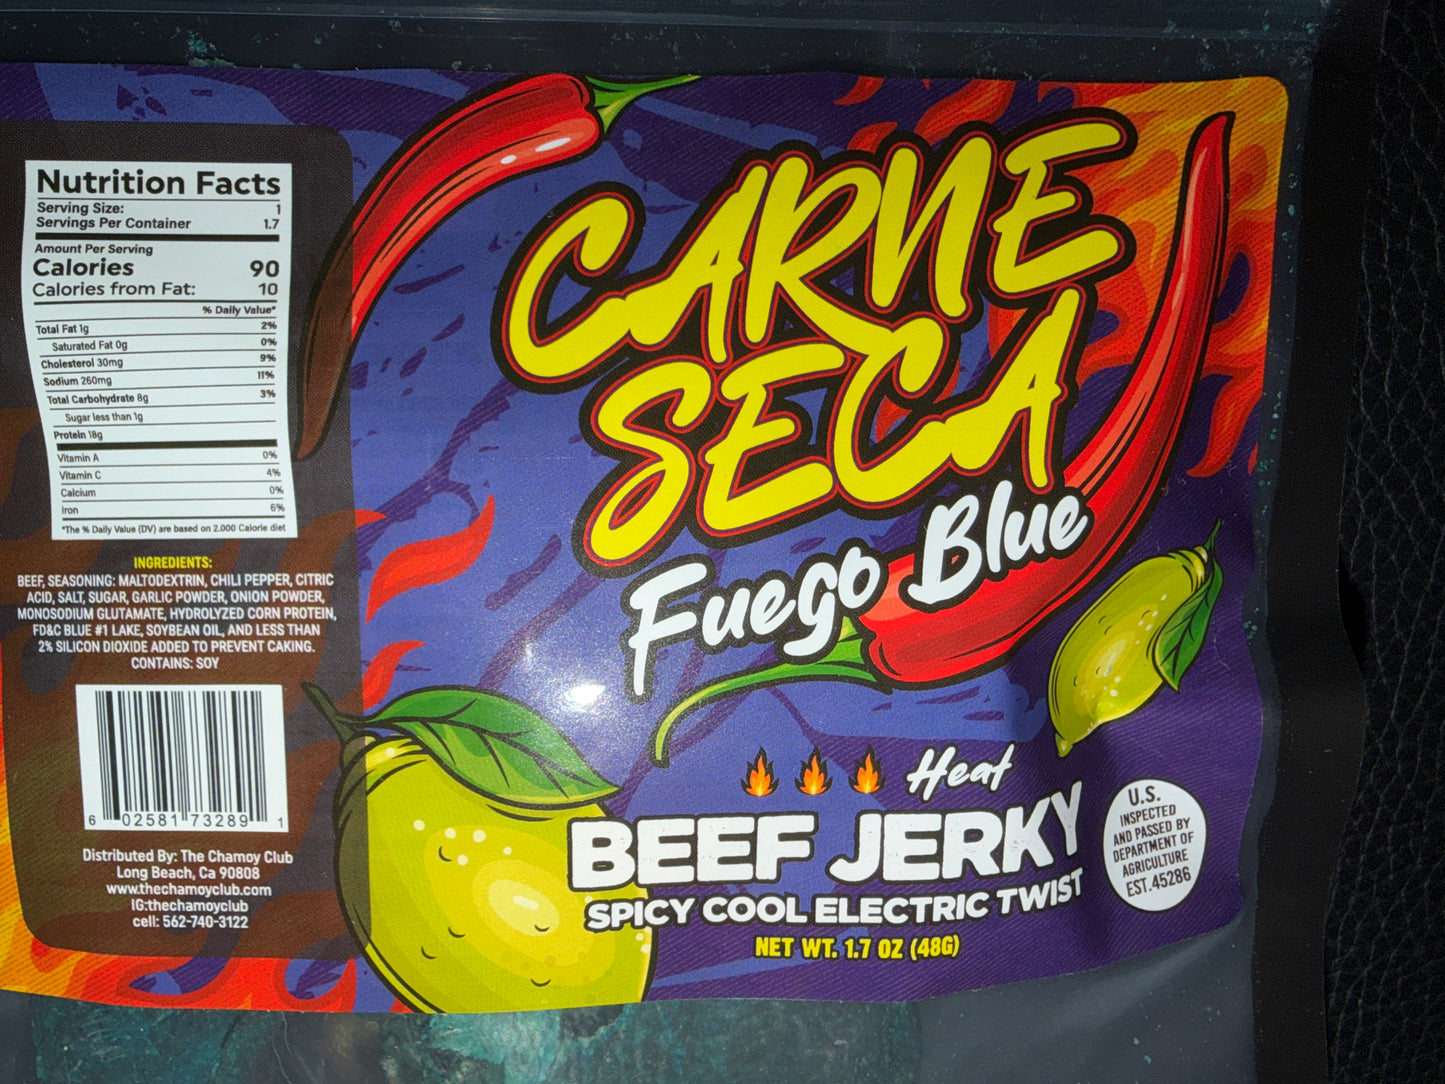 Nutrition Facts
Serving Size: 1
Servings Per Container 1.7
Amount Per Serving
Calories 90
Calories from Fat: 10
% Daily Value*
Total Fat 1g 2%
Saturated Fat 0g 0%
Cholesterol 30mg 9%
Sodium 260mg 11%
Total Carbohydrate 8g 3%
Sugar less than 1g
Protein 18g
Vitamin A 0%
Vitamin C 4%
Calcium 0%
Iron 6%
*The % Daily Value (DV) are based on 2.000 Calorie diet
INGREDIENTS:
BEEF, SEASONING: MALTODEXTRIN, CHILI PEPPER, CITRIC
ACID, SALT, SUGAR, GARLIC POWDER, ONION POWDER,
MONOSODIUM GLUTAMATE, HYDROLYZED CORN PROTEIN,
FD&C BLUE #1 LAKE, SOYBEAN OIL, AND LESS THAN
2% SILICON DIOXIDE ADDED TO PREVENT CAKING.
CONTAINS: SOY
6 02581 73289 1
Distributed By: The Chamoy Club
Long Beach, Ca 90808
www.thechamoyclub.com
IG:thechamoyclub
cell: 562-740-3122
CARNE
SECA
Fuego Blue
Heat
BEEF JERKY
SPICY COOL ELECTRIC TWIST
NET WT. 1.7 OZ (48G)
U.S.
INSPECTED
AND PASSED BY
DEPARTMENT OF
AGRICULTURE
EST.45286